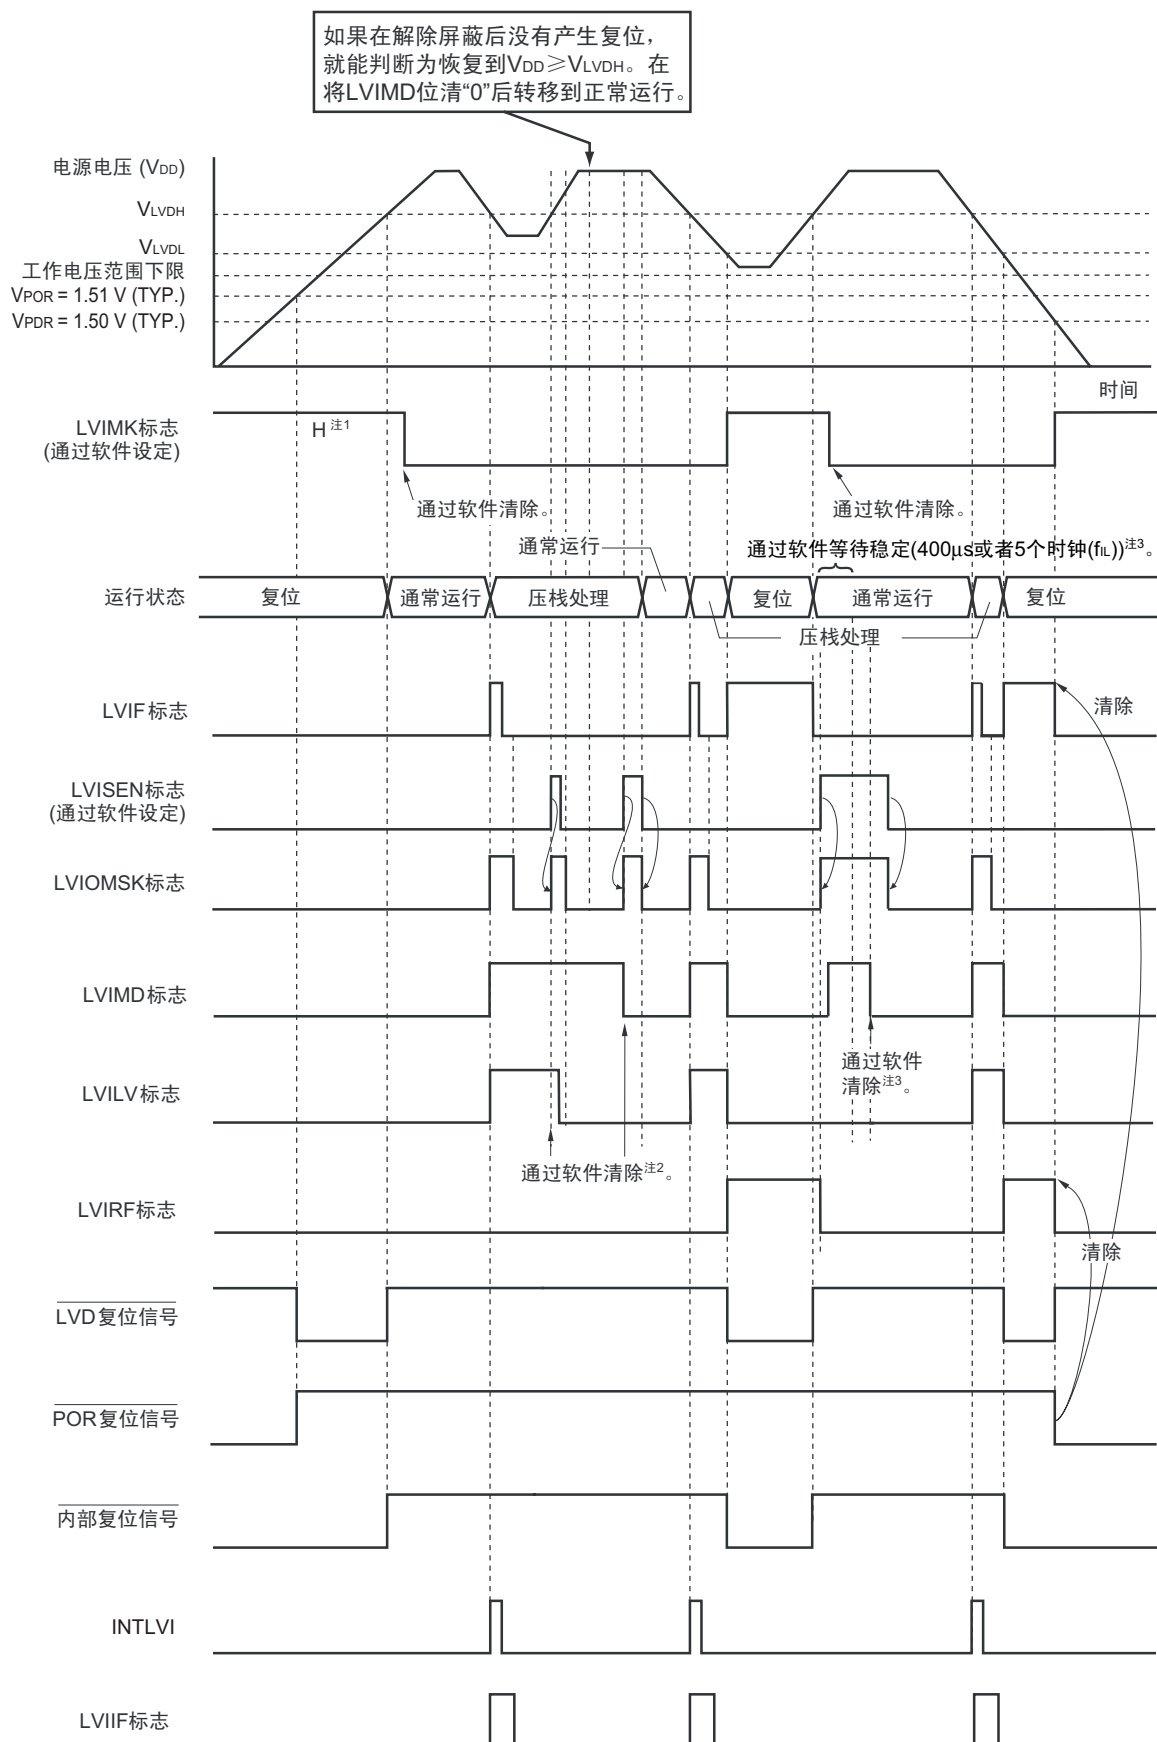 如果在解除屏蔽后没有产生复位，
就能判断为恢复到VDD≥VLVDH。在
将LVIMD位清“0”后转移到正常运行。
电源电压 (VDD)
VLVDH
VLVDL
工作电压范围下限
VPOR = 1.51 V (TYP.)
VPDR = 1.50 V (TYP.)
时间
LVIMK标志
(通过软件设定)
H 注1
通过软件清除。
通过软件清除。
通常运行
通过软件等待稳定(400μs或者5个时钟(fIL))注3。
运行状态
复位
通常运行
压栈处理
复位
通常运行
复位
压栈处理
LVIF标志
清除
LVISEN标志
(通过软件设定)
LVIOMSK标志
LVIMD标志
通过软件
清除注3。
LVILV标志
通过软件清除注2。
LVIRF标志
清除
LVD复位信号
POR复位信号
内部复位信号
INTLVI
LVIIF标志